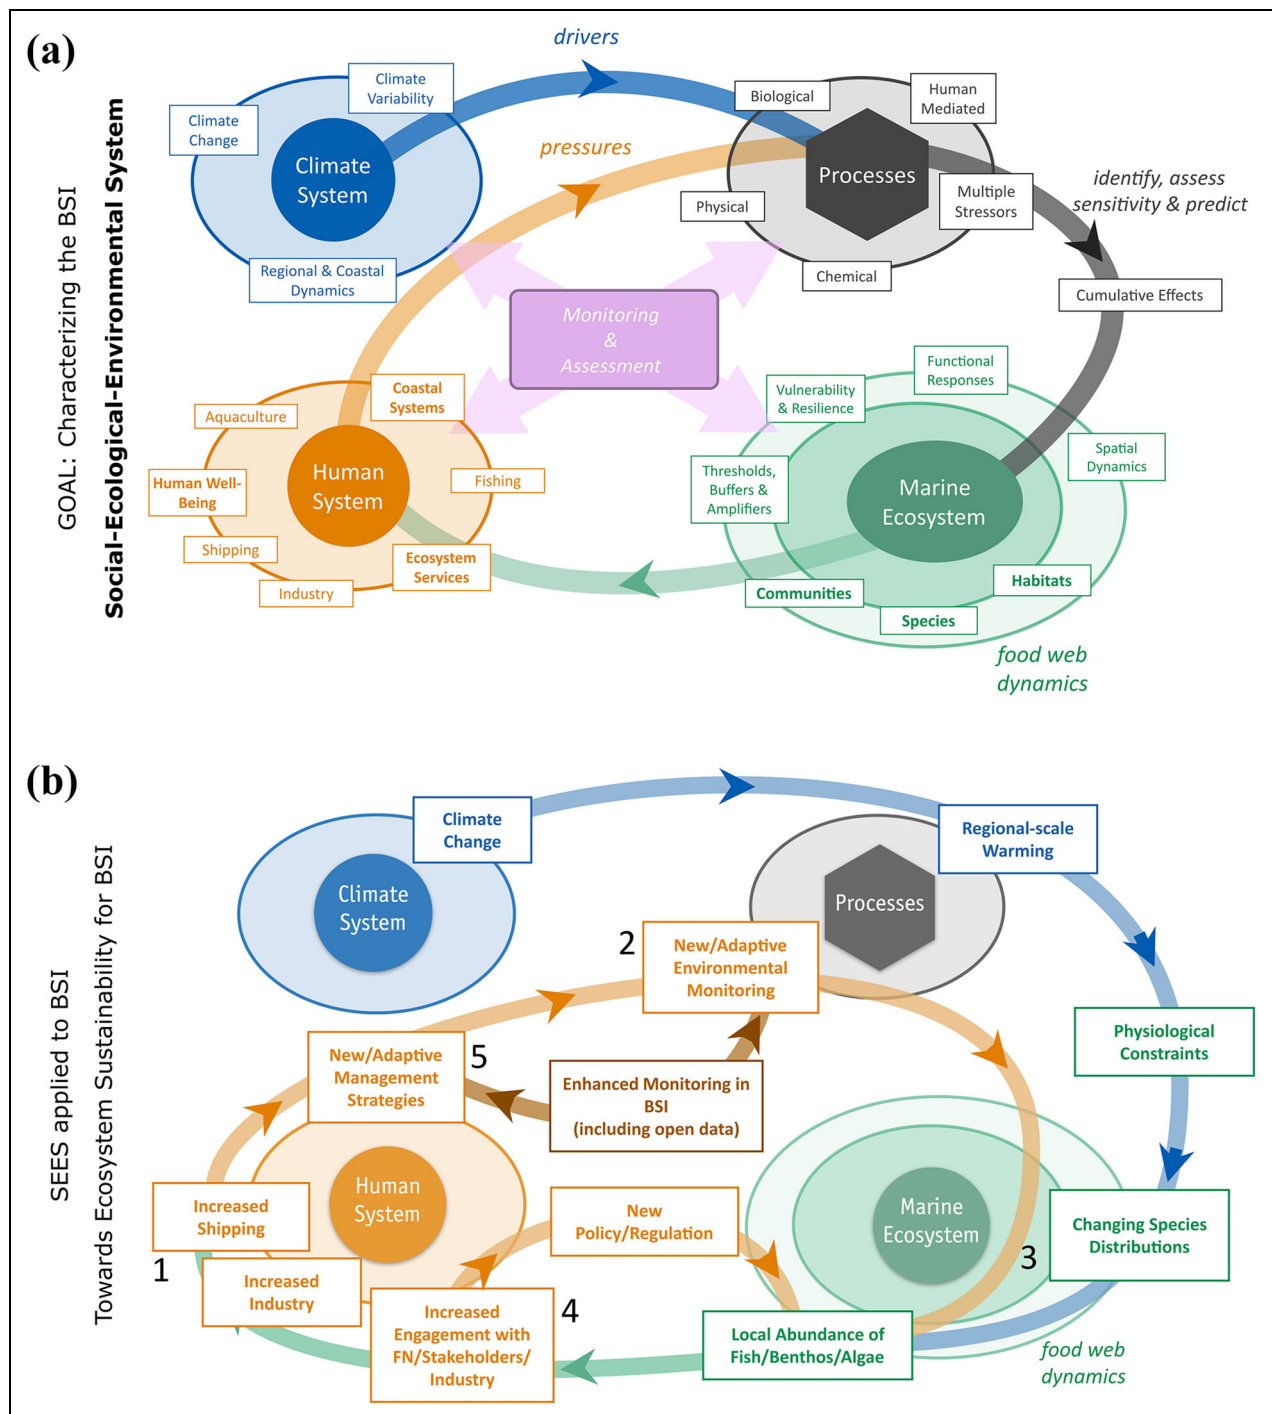 (a)
GOAL: Characterizing the BSI
Social-Ecological-Environmental System
drivers
Climate
Variability
Climate
Change
Climate
System
Regional & Coastal
Dynamics
pressures
Biological
Human
Mediated
Processes
Physical
Multiple
Stressors
Chemical
identify, assess
sensitivity & predict
Cumulative Effects
Monitoring
&
Assessment
Coastal
Systems
Aquaculture
Human Well-
Being
Human
System
Fishing
Shipping
Ecosystem
Services
Industry
Functional
Responses
Vulnerability
& Resilience
Spatial
Dynamics
Thresholds,
Buffers &
Amplifiers
Marine
Ecosystem
Habitats
Communities
Species
food web
dynamics
(b)
SEES applied to BSI
Towards Ecosystem Sustainability for BSI
Climate
Change
Climate
System
Regional-scale
Warming
Processes
2
New/Adaptive
Environmental
Monitoring
Physiological
Constraints
New/Adaptive
Management
Strategies
5
Enhanced Monitoring in
BSI
(including open data)
Human
System
Increased
Shipping
1
Increased
Industry
New
Policy/Regulation
Increased
Engagement with
FN/Stakeholders/
Industry
4
Marine
Ecosystem
3
Changing Species
Distributions
Local Abundance of
Fish/Benthos/Algae
food web
dynamics